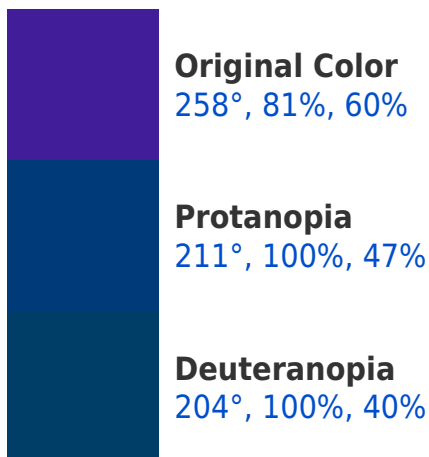 Original Color
258°, 81%, 60%
Protanopia
211°, 100%, 47%
Deuteranopia
204°, 100%, 40%